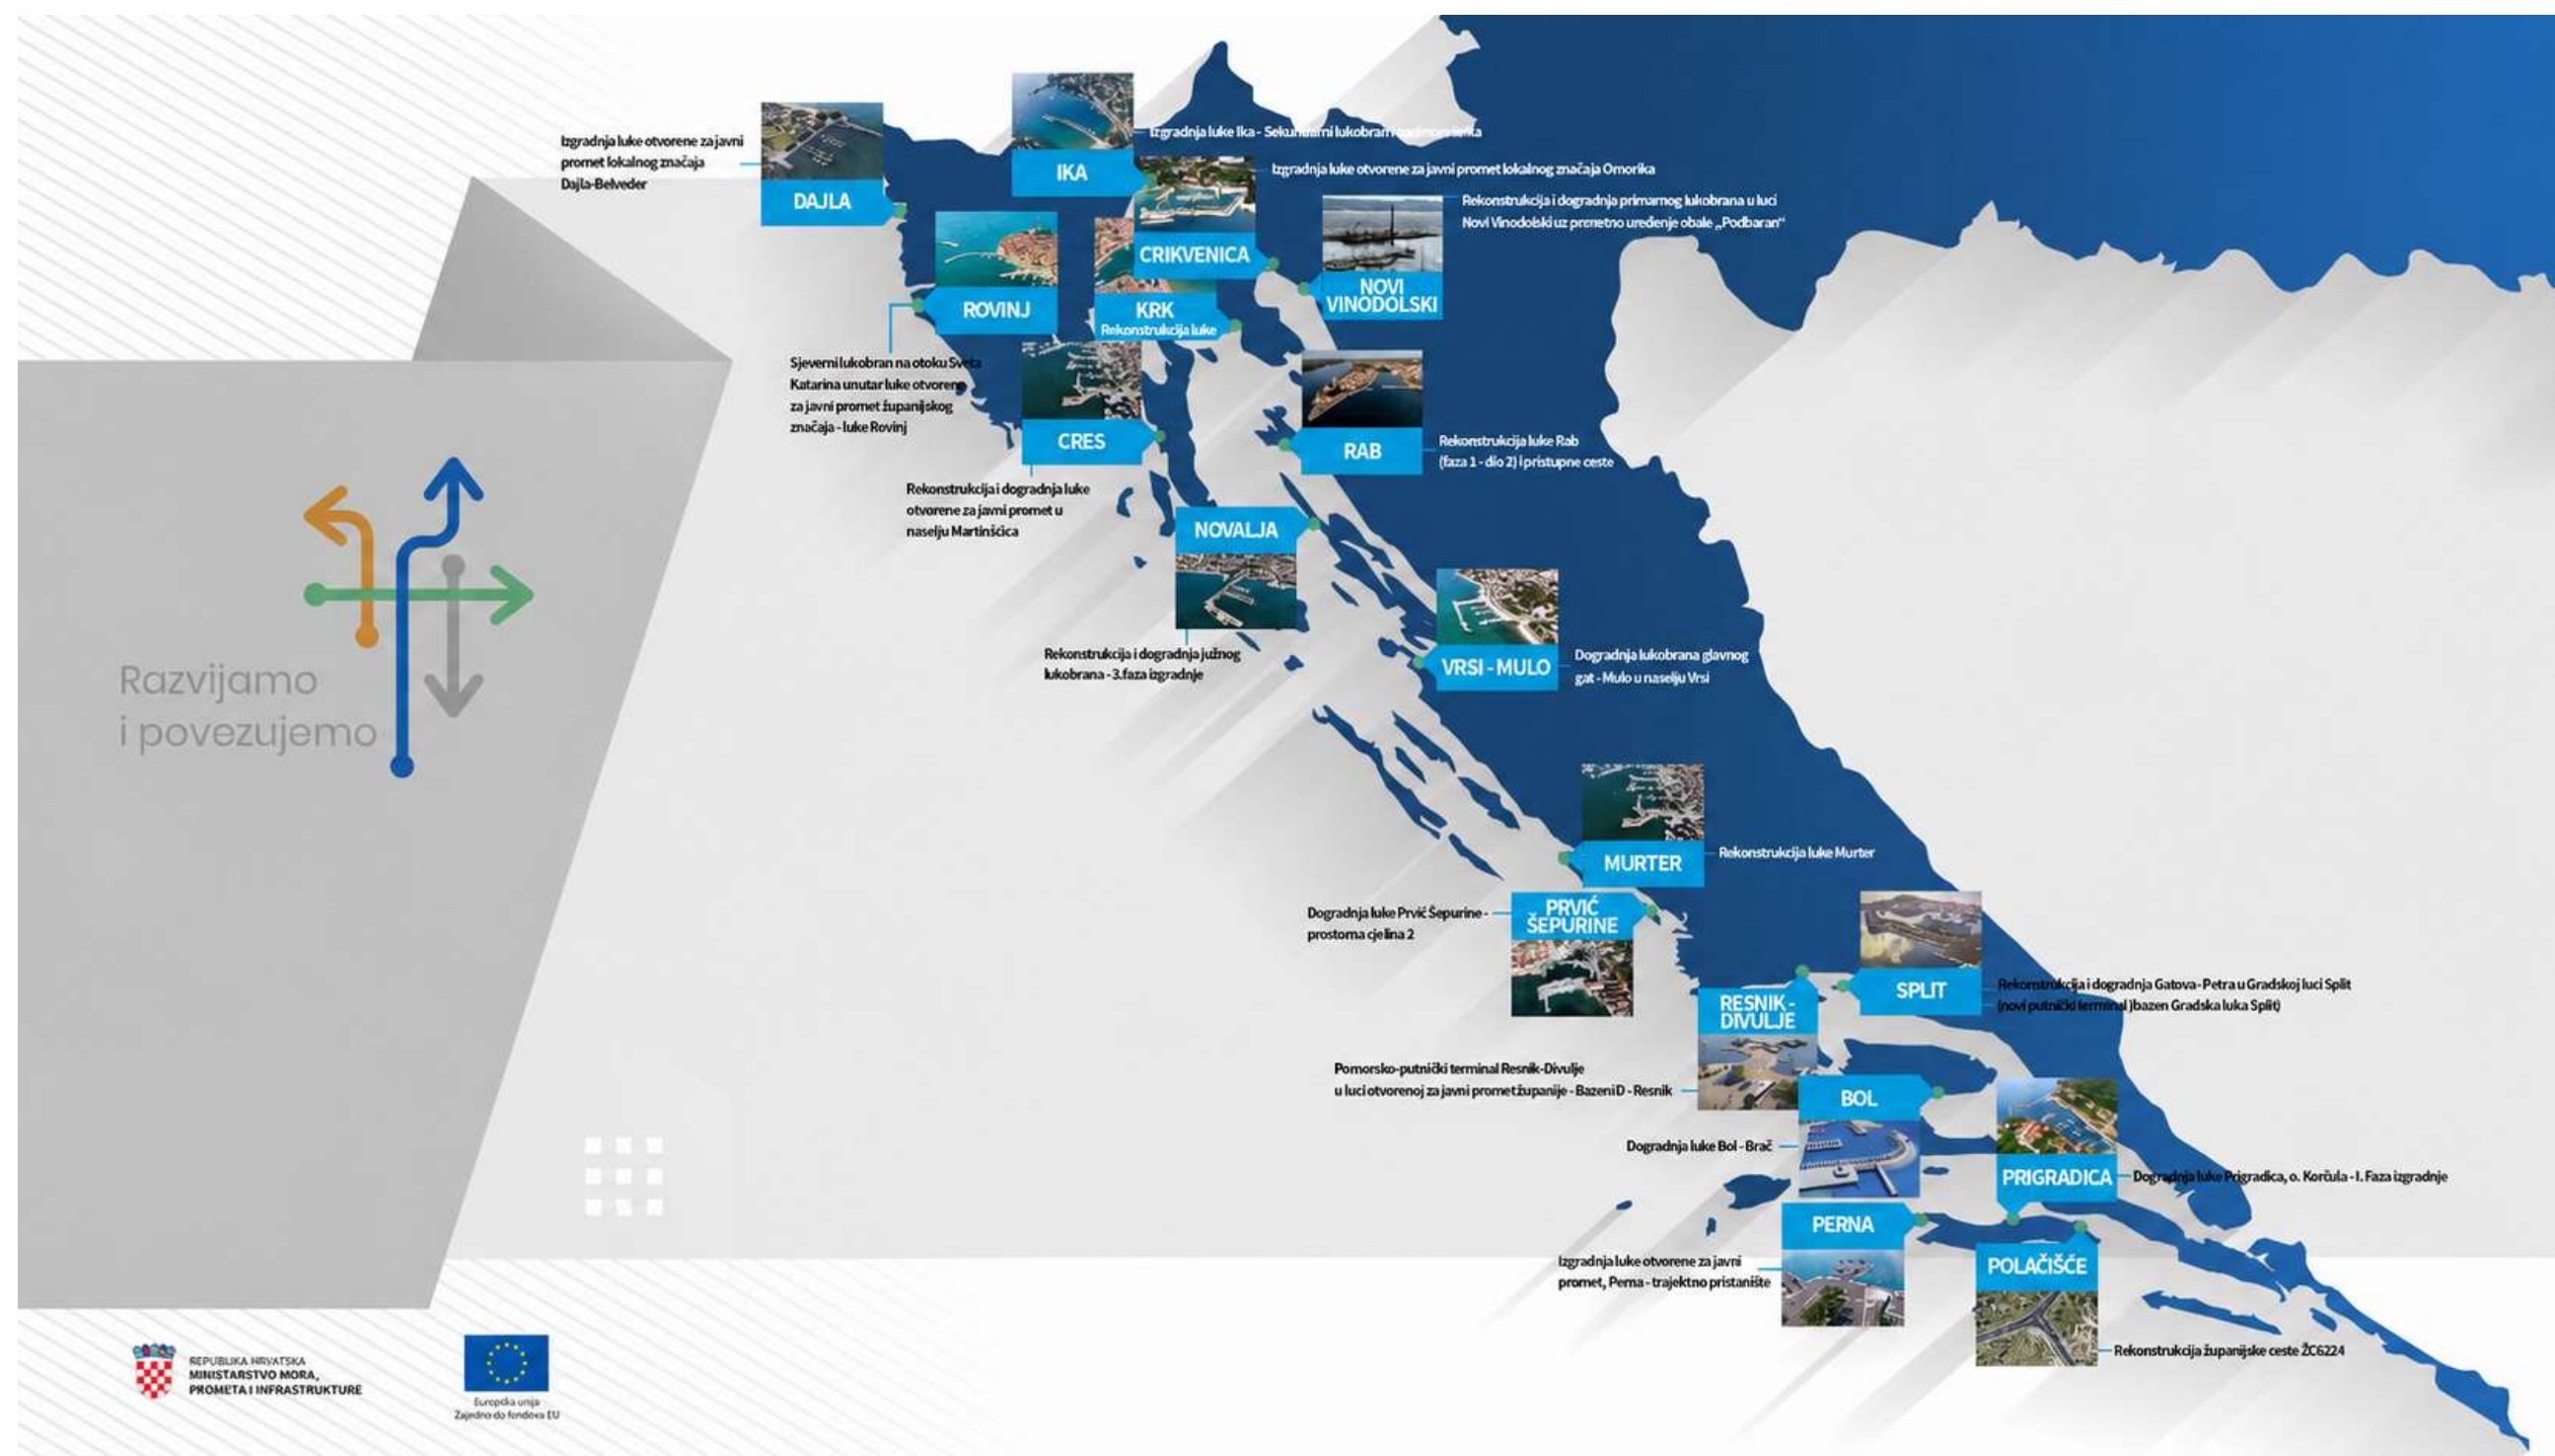 Izgradnja luke otvorene za javni
promet lokalnog značaja
Dajla-Belveder
DAJLA
IKA
Izgradnja luke Ika - Sekundarni lukobran i
Izgradnja luke otvorene za javni promet lokalnog značaja Omorika
CRIKVENICA
Rekonstrukcija i dogradnja primarnog lukobrana u luci
Novi Vinodolski uz prometno uređenje obale „Podbaran“
NOVI
VINODOLSKI
ROVINJ
KRK
Rekonstrukcija luke
Sjeverni lukobran na otoku Sveta
Katarina unutar luke otvorene
za javni promet županijskog
značaja - luke Rovinj
CRES
Rekonstrukcija i dogradnja luke
otvorene za javni promet u
naselju Martinšćica
RAB
Rekonstrukcija luke Rab
(faza 1 - dio 2) i pristupne ceste
NOVALJA
Rekonstrukcija i dogradnja južnog
lukobrana - 3.faza izgradnje
VRSI - MULO
Dogradnja lukobrana glavnog
gat - Mulo u naselju Vrsi
Razvijamo
i povezujemo
MURTER
Rekonstrukcija luke Murter
Dogradnja luke Prvić Šepurine -
prostorna cjelina 2
PRVIĆ
ŠEPURINE
SPLIT
Rekonstrukcija i dogradnja Gatova - Petra u Gradskoj luci Split
(novi putnički terminal )bazen Gradska luka Split)
RESNIK -
DIVULJE
Pomorsko-putnički terminal Resnik-Divulje
u luci otvorenoj za javni promet županije - Bazeni D - Resnik
BOL
Dogradnja luke Bol - Brač
PRIGRADICA
Dogradnja luke Prigradica, o. Korčula - I. Faza izgradnje
PERNA
Izgradnja luke otvorene za javni
promet, Perna - trajektno pristanište
POLAČIŠĆE
Rekonstrukcija županijske ceste ŽC6224
REPUBLIKA HRVATSKA
MINISTARSTVO MORA,
PROMETA I INFRASTRUKTURE
Europska unija
Zajedno do fondova EU